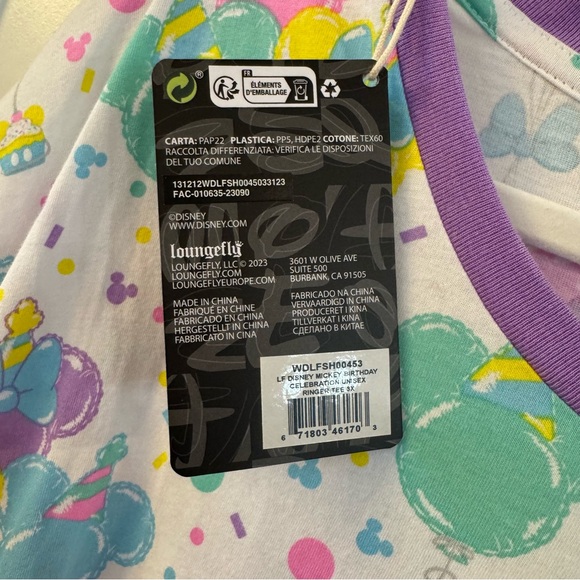 FR
ÉLÉMENTS
D'EMBALLAGE
CARTA: PAP22 PLASTICA: PP5, HDPE2 COTONE: TEX60
RACCOLTA DIFFERENZIATA: VERIFICA LE DISPOSIZIONI
DEL TUO COMUNE
131212WDLFSH0045033123
FAC-010635-23090
©DISNEY
WWW.DISNEY.COM
loungefly
LOUNGEFLY, LLC © 2023
LOUNGEFLY.COM
LOUNGEFLYEUROPE.COM
3601 W OLIVE AVE
SUITE 500
BURBANK, CA 91505
MADE IN CHINA
FABRIQUÉ EN CHINE
FABRICADO EN CHINA
HERGESTELLT IN CHINA
FABBRICATO IN CINA
FABRICADO NA CHINA
VERVAARDIGD IN CHINA
PRODUCERET I KINA
TILLVERKAT I KINA
СДЕЛАНО В КИТАЕ
WDLFSH00453
LF DISNEY MICKEY BIRTHDAY
CELEBRATION UNISEX
RINGER TEE 3X
6 71803 46170 3